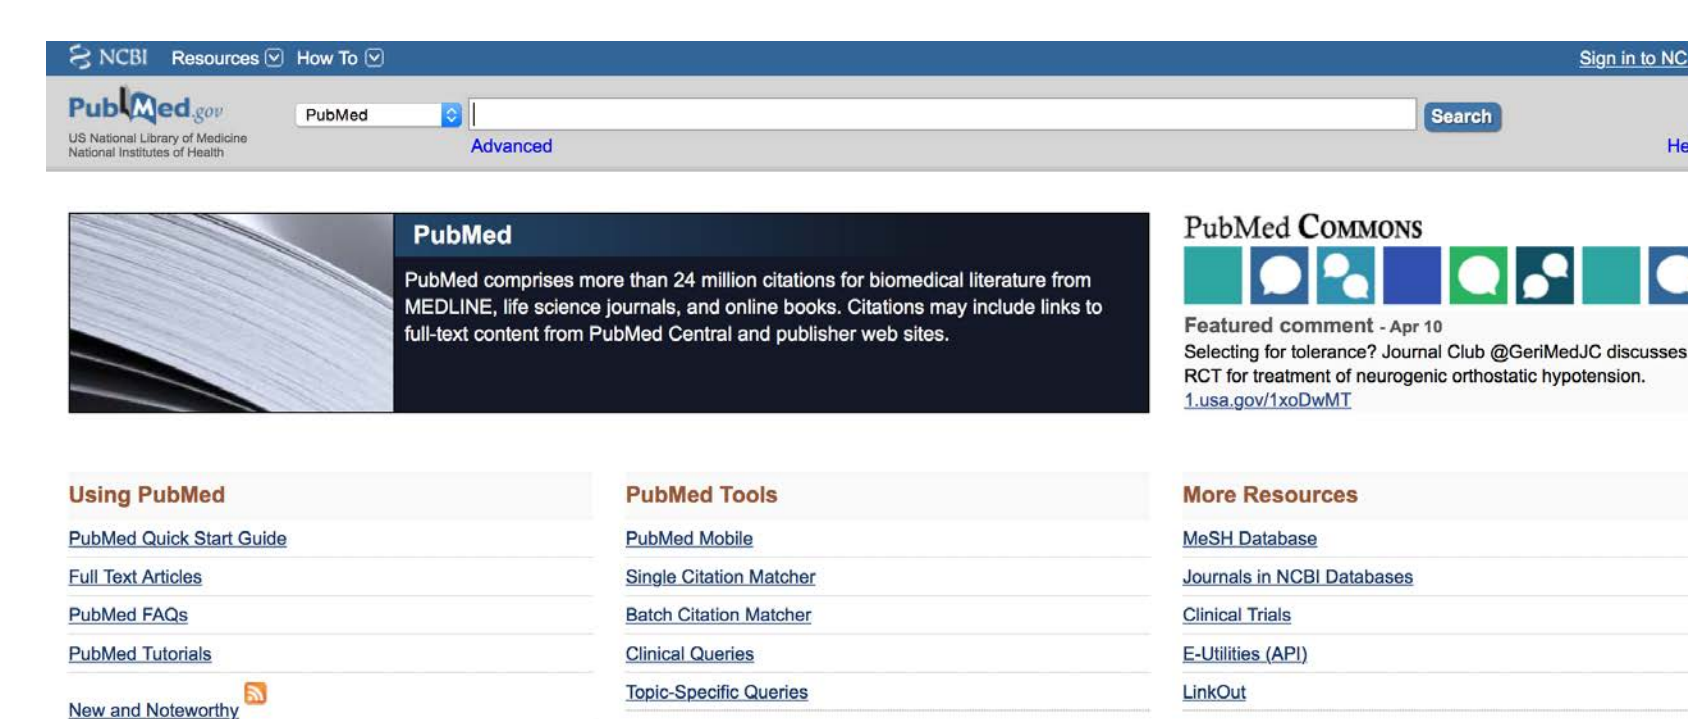 NCBI Resources How To Sign in to NC
PubMed.gov
US National Library of Medicine
National Institutes of Health
PubMed
Search
Advanced
He
PubMed
PubMed comprises more than 24 million citations for biomedical literature from
MEDLINE, life science journals, and online books. Citations may include links to
full-text content from PubMed Central and publisher web sites.
PubMed Commons
Featured comment - Apr 10
Selecting for tolerance? Journal Club @GeriMedJC discusses
RCT for treatment of neurogenic orthostatic hypotension.
1.usa.gov/1xoDwMT
Using PubMed
PubMed Quick Start Guide
Full Text Articles
PubMed FAQs
PubMed Tutorials
New and Noteworthy
PubMed Tools
PubMed Mobile
Single Citation Matcher
Batch Citation Matcher
Clinical Queries
Topic-Specific Queries
More Resources
MeSH Database
Journals in NCBI Databases
Clinical Trials
E-Utilities (API)
LinkOut